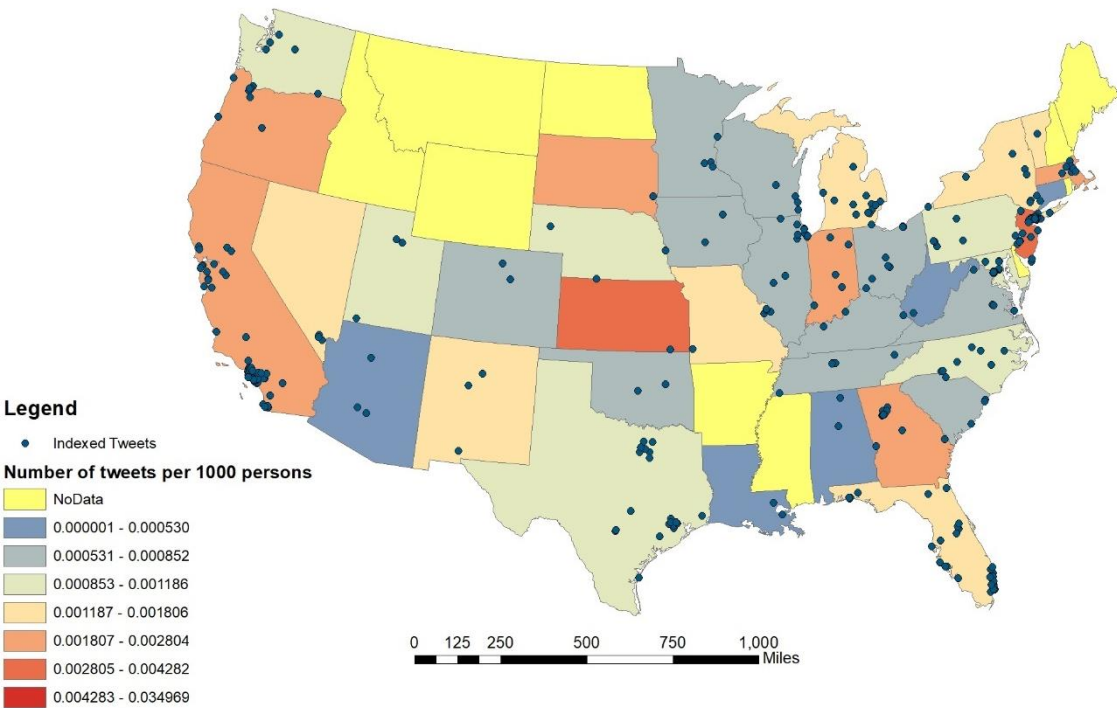 Legend
Indexed Tweets
Number of tweets per 1000 persons
NoData
0.000001 - 0.000530
0.000531 - 0.000852
0.000853 - 0.001186
0.001187 - 0.001806
0.001807 - 0.002804
0.002805 - 0.004282
0.004283 - 0.034969
0 125 250 500 750 1,000
Miles